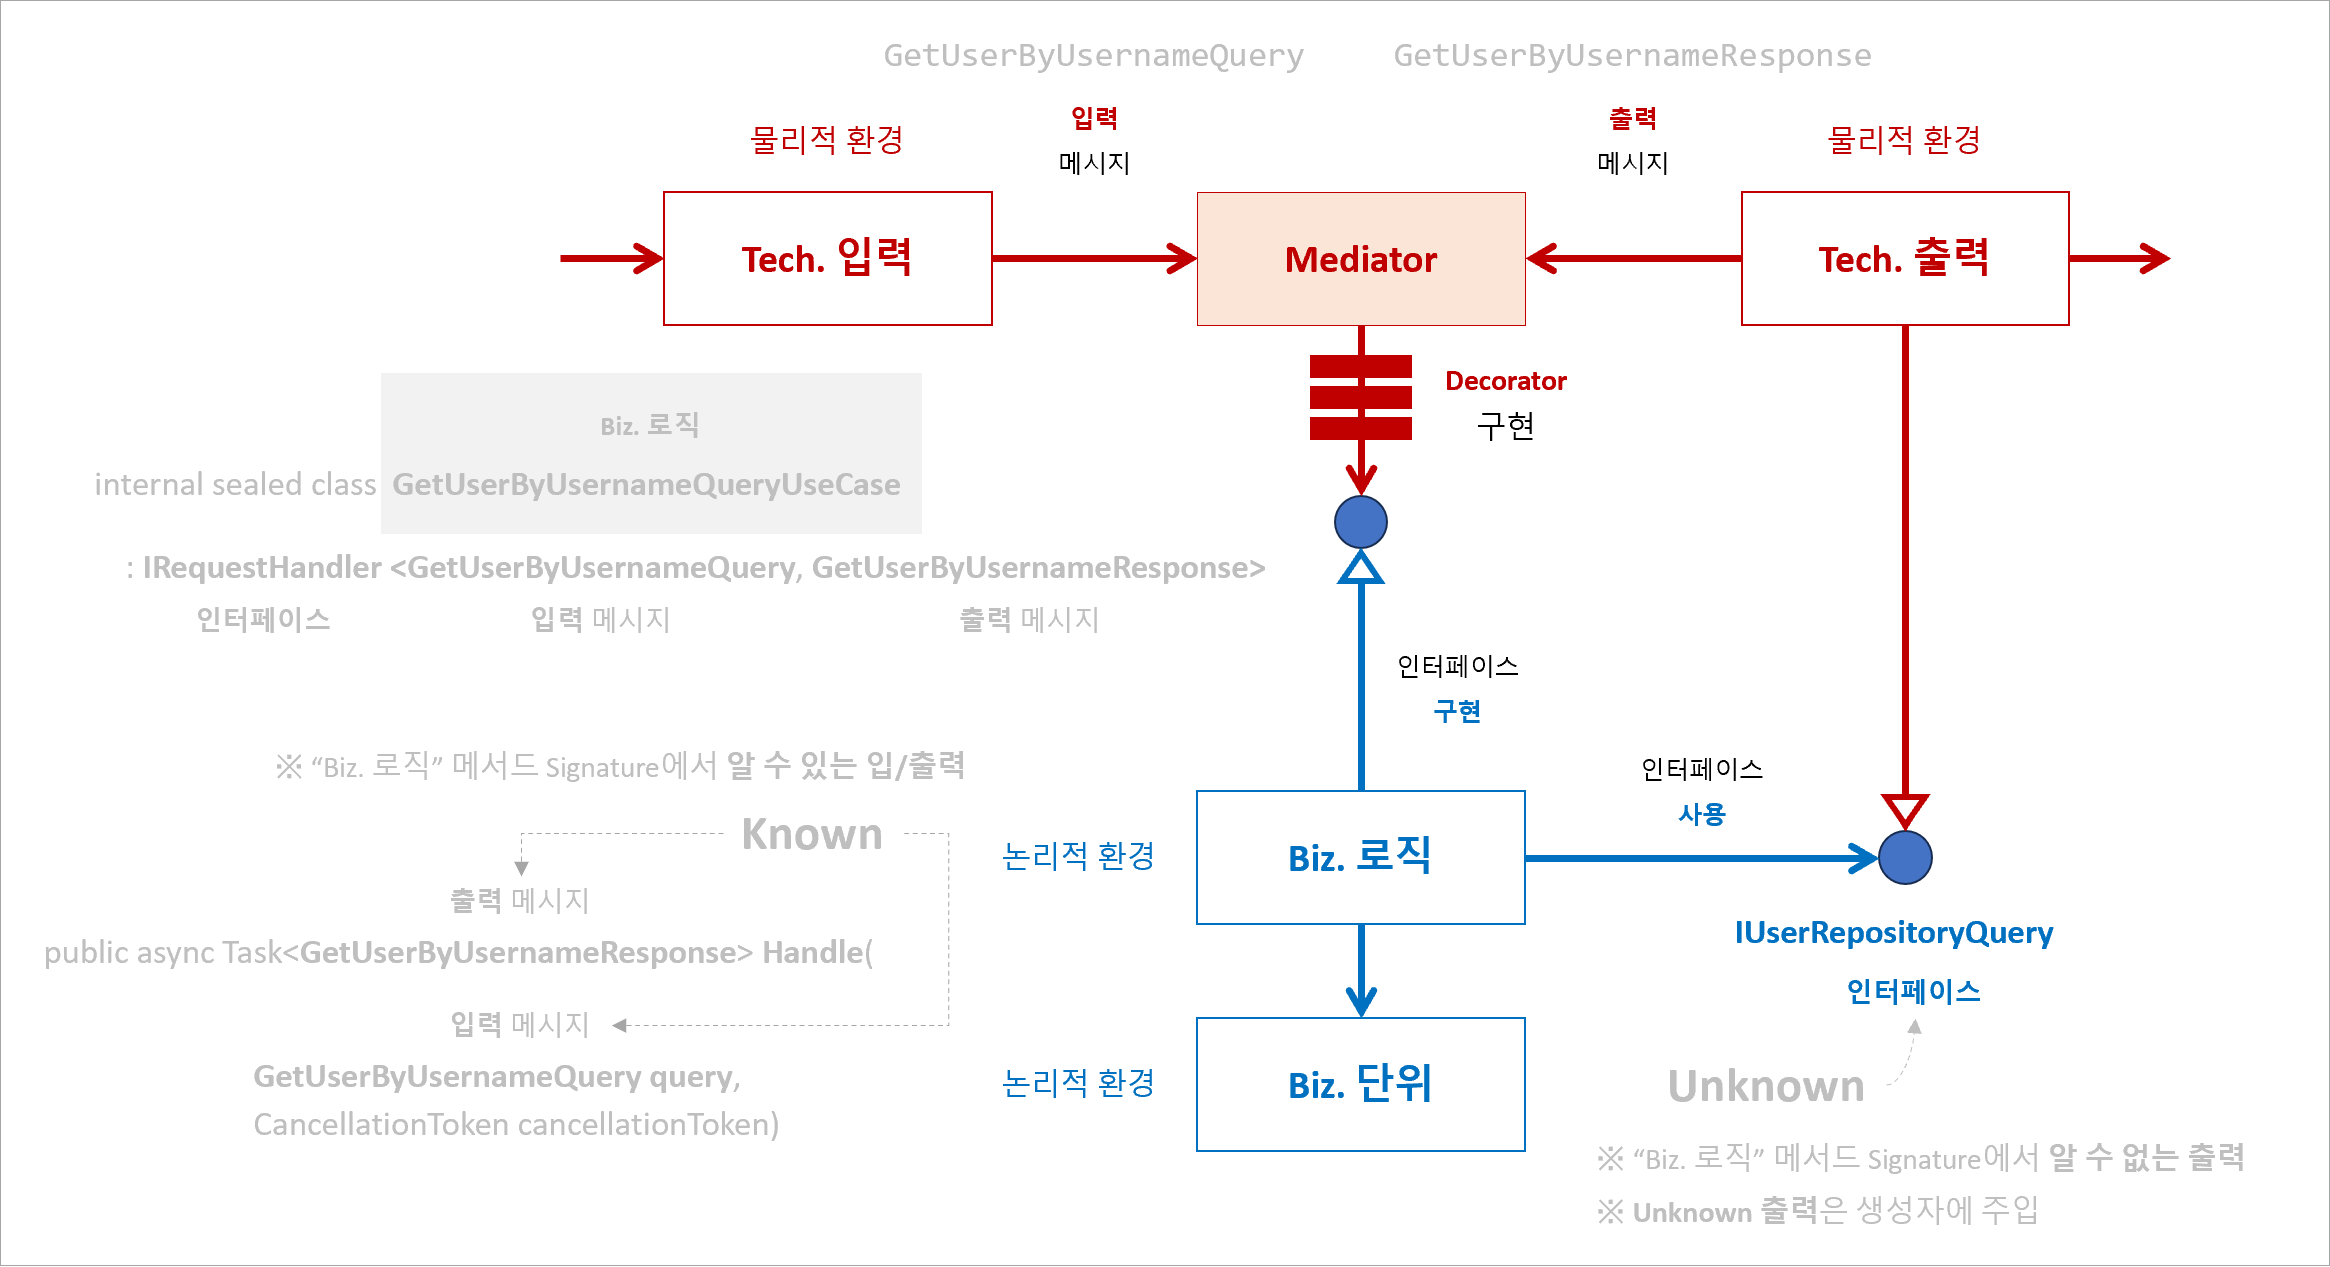 GetUserByUsernameQuery
GetUserByUsernameResponse
입력
메시지
출력
메시지
물리적 환경
물리적 환경
Tech. 입력
Mediator
Tech. 출력
Decorator
구현
Biz. 로직
internal sealed class GetUserByUsernameQueryUseCase
: IRequestHandler <GetUserByUsernameQuery, GetUserByUsernameResponse>
인터페이스
입력 메시지
출력 메시지
인터페이스
구현
※ “Biz. 로직” 메서드 Signature에서 알 수 있는 입/출력
Known
출력 메시지
public async Task<GetUserByUsernameResponse> Handle(
입력 메시지
GetUserByUsernameQuery query,
CancellationToken cancellationToken)
인터페이스
사용
논리적 환경
Biz. 로직
IUserRepositoryQuery
인터페이스
논리적 환경
Biz. 단위
Unknown
※ “Biz. 로직” 메서드 Signature에서 알 수 없는 출력
※ Unknown 출력은 생성자에 주입